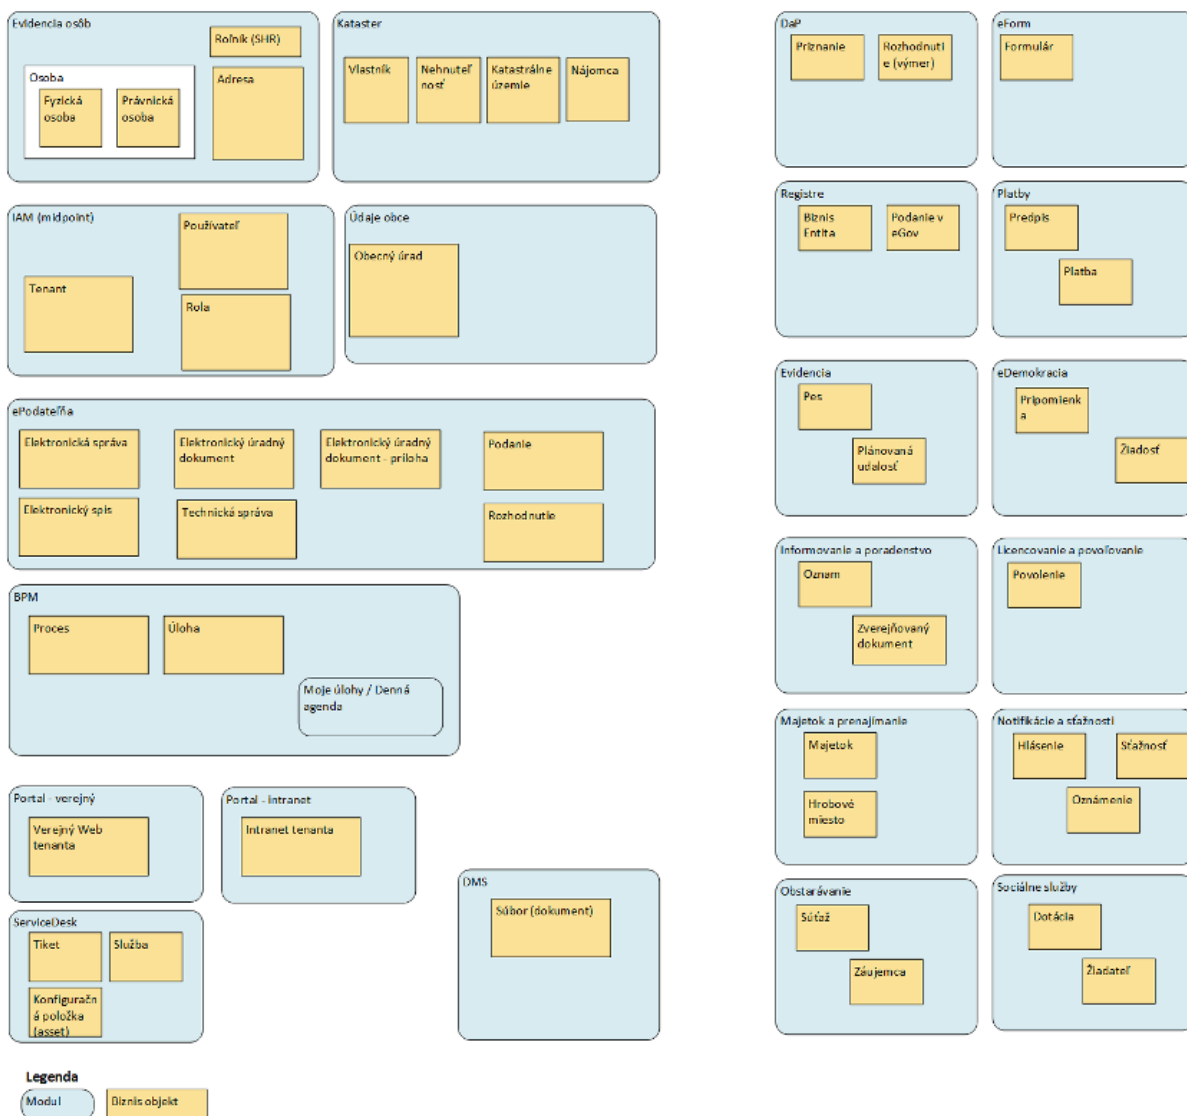 Evidencia osôb
Roľník (SHR)
Osoba
Fyzická
osoba
Právnická
osoba
Adresa
Kataster
Vlastník
Nehnuteľ
nosť
Katastrálne
územie
Nájomca
IAM (midpoint)
Používateľ
Tenant
Rola
Údaje obce
Obecný úrad
ePodateľňa
Elektronická správa
Elektronický úradný
dokument
Elektronický úradný
dokument - príloha
Podanie
Elektronický spis
Technická správa
Rozhodnutie
BPM
Proces
Úloha
Moje úlohy / Denná
agenda
Portal - verejný
Verejný Web
tenanta
Portal - intranet
Intranet tenanta
ServiceDesk
Tiket
Služba
Konfiguračn
á položka
(asset)
DMS
Súbor (dokument)
DaP
Priznanie
Rozhodnuti
e (výmer)
eForm
Formulár
Registre
Biznis
Entita
Podanie v
eGov
Platby
Predpis
Platba
Evidencia
Pes
Plánovaná
udalosť
eDemokracia
Pripomienk
a
Žiadosť
Informovanie a poradenstvo
Oznam
Zverejňovaný
dokument
Licencovanie a povoľovanie
Povolenie
Majetok a prenajímanie
Majetok
Hrobové
miesto
Notifikácie a sťažnosti
Hlásenie
Sťažnosť
Oznámenie
Obstarávanie
Súťaž
Záujemca
Sociálne služby
Dotácia
Žiadateľ
Legenda
Modul
Biznis objekt